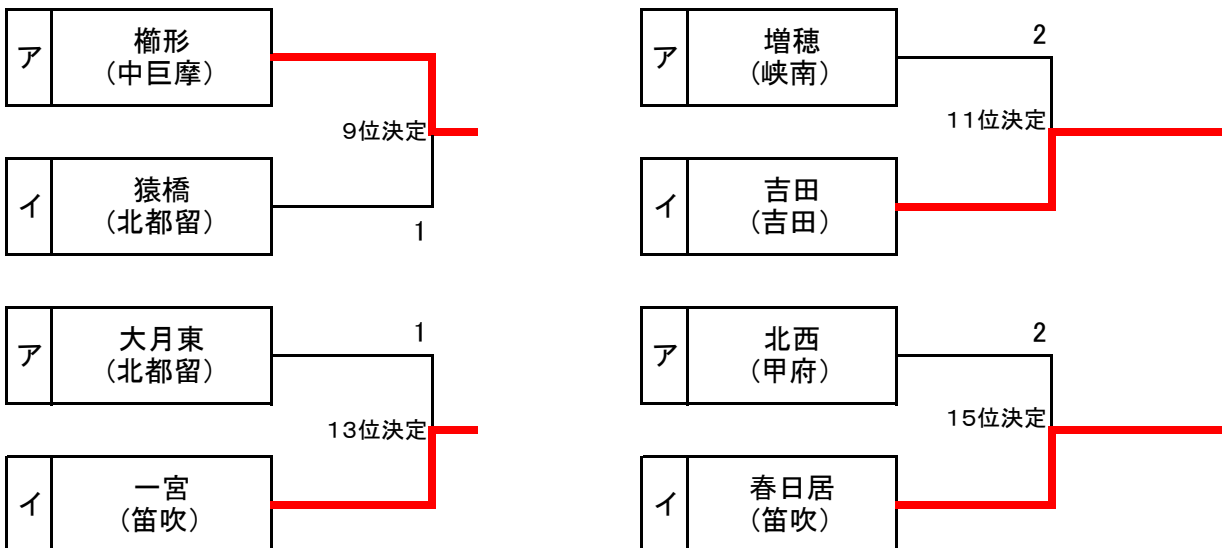 ア
櫛形
(中巨摩)
9位決定
イ
猿橋
(北都留)
1
ア
増穂
(峡南)
2
11位決定
イ
吉田
(吉田)
ア
大月東
(北都留)
1
13位決定
イ
一宮
(笛吹)
ア
北西
(甲府)
2
15位決定
イ
春日居
(笛吹)